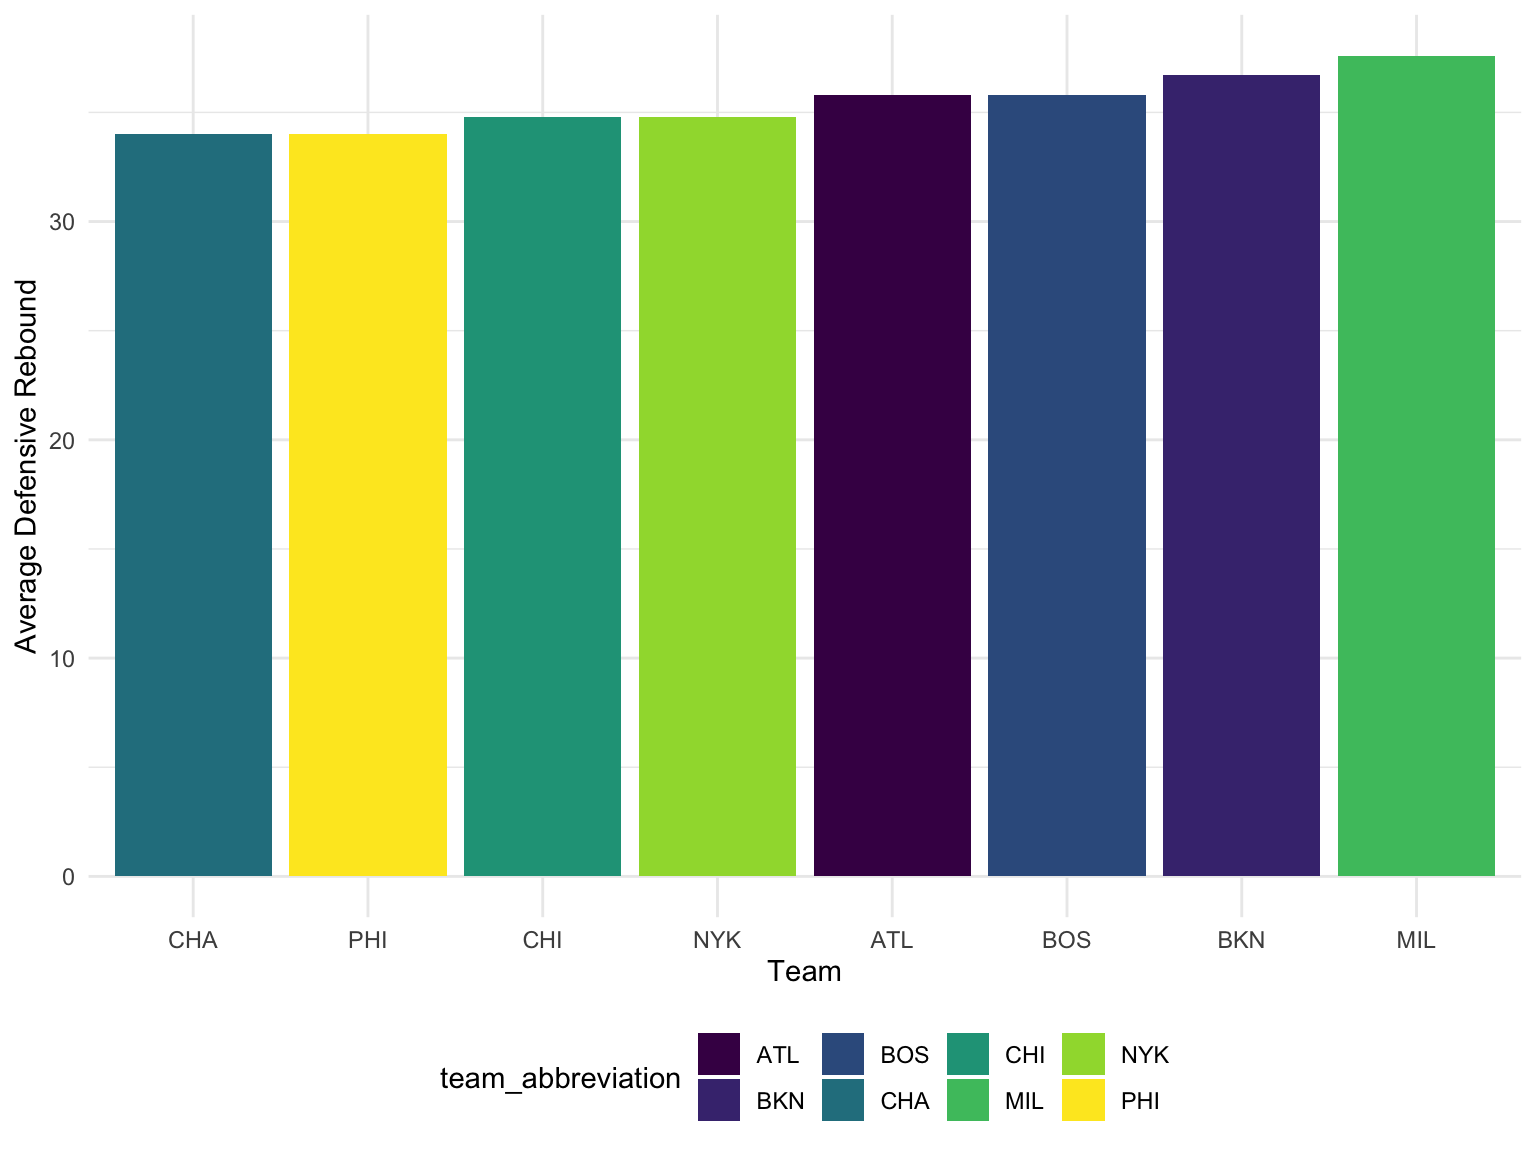 Average Defensive Rebound
30
20
10
0
CHA PHI CHI NYK ATL BOS BKN MIL
Team
team_abbreviation
ATL BOS CHI NYK
BKN CHA MIL PHI